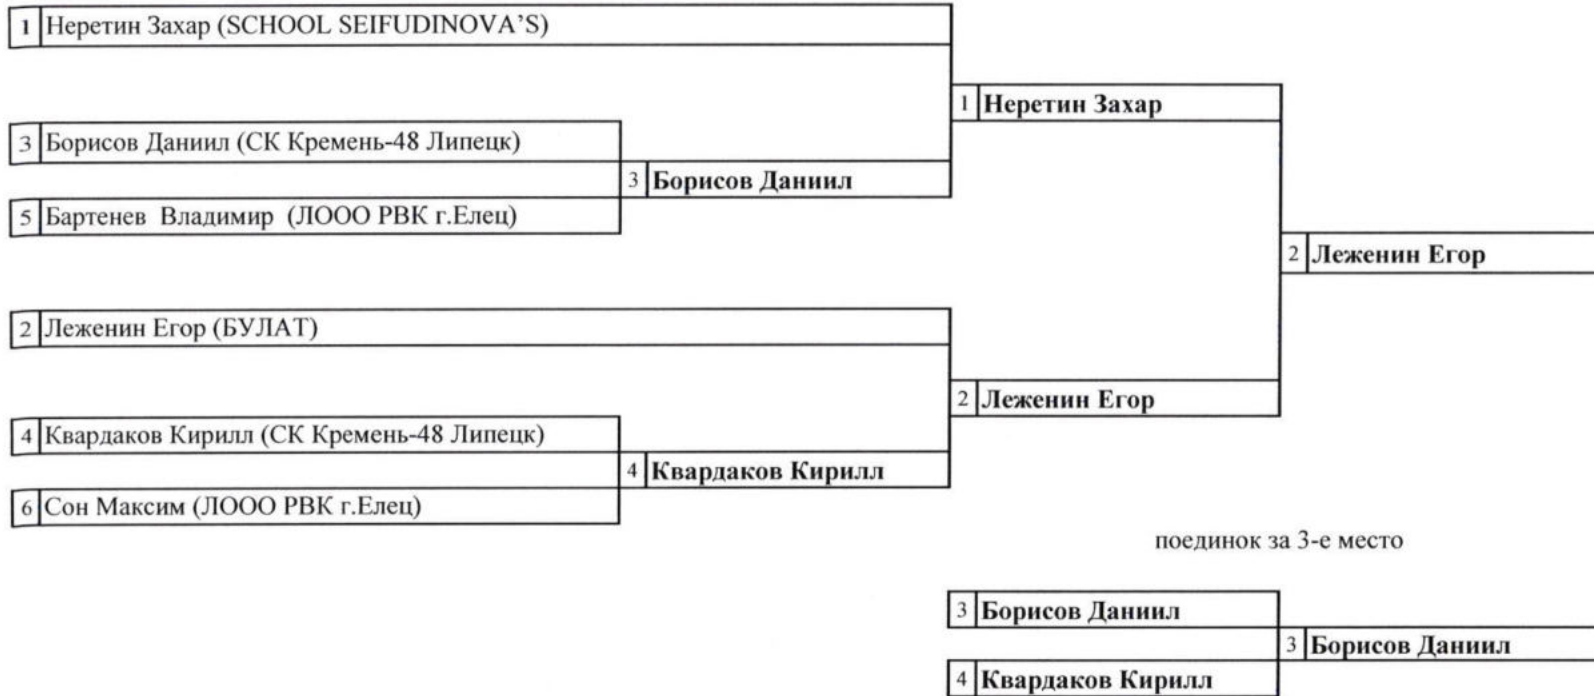 1 Неретин Захар (SCHOOL SEIFUDINOVA’S)
1 Неретин Захар
3 Борисов Даниил (СК Кремень-48 Липецк)
3 Борисов Даниил
5 Бартенев Владимир (ЛООО РВК г.Елец)
2 Леженин Егор
2 Леженин Егор (БУЛАТ)
2 Леженин Егор
4 Квардаков Кирилл (СК Кремень-48 Липецк)
4 Квардаков Кирилл
6 Сон Максим (ЛООО РВК г.Елец)
поединок за 3-е место
3 Борисов Даниил
3 Борисов Даниил
4 Квардаков Кирилл